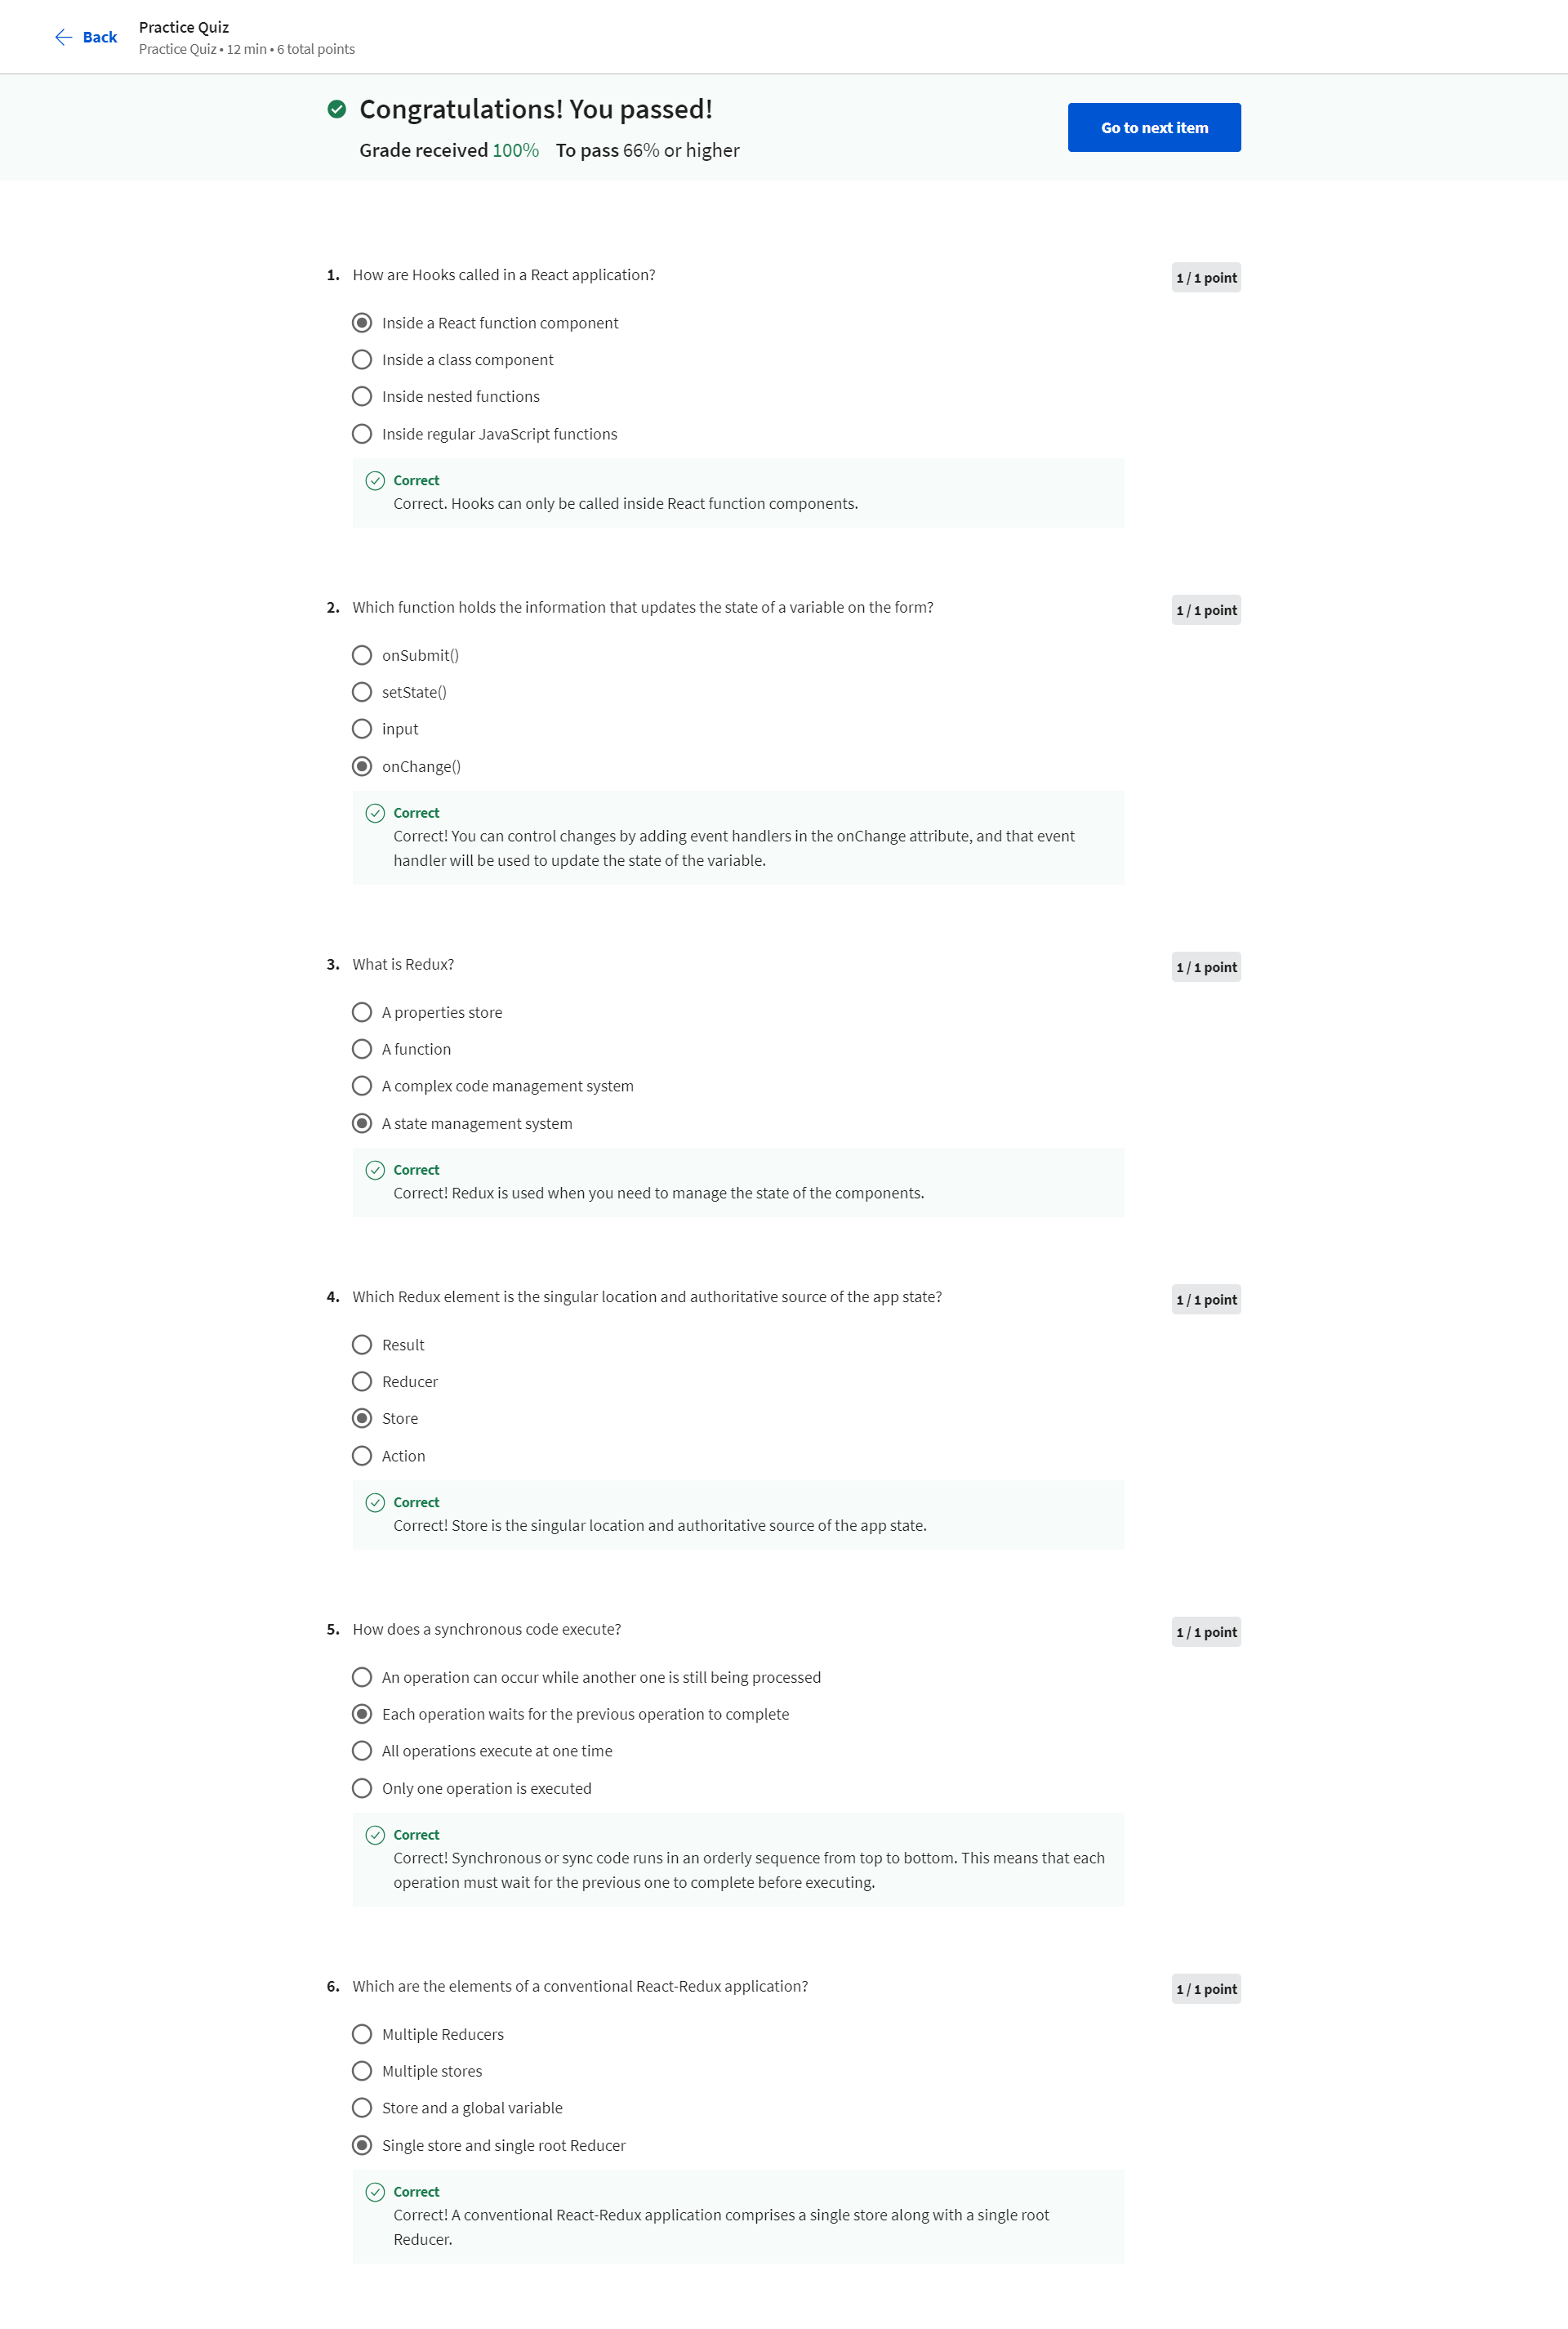 Back
Practice Quiz
Practice Quiz • 12 min • 6 total points
Congratulations! You passed!
Grade received 100% To pass 66% or higher
Go to next item
1. How are Hooks called in a React application?
1 / 1 point
Inside a React function component
Inside a class component
Inside nested functions
Inside regular JavaScript functions
Correct
Correct. Hooks can only be called inside React function components.
2. Which function holds the information that updates the state of a variable on the form?
1 / 1 point
onSubmit()
setState()
input
onChange()
Correct
Correct! You can control changes by adding event handlers in the onChange attribute, and that event
handler will be used to update the state of the variable.
3. What is Redux?
1 / 1 point
A properties store
A function
A complex code management system
A state management system
Correct
Correct! Redux is used when you need to manage the state of the components.
4. Which Redux element is the singular location and authoritative source of the app state?
1 / 1 point
Result
Reducer
Store
Action
Correct
Correct! Store is the singular location and authoritative source of the app state.
5. How does a synchronous code execute?
1 / 1 point
An operation can occur while another one is still being processed
Each operation waits for the previous operation to complete
All operations execute at one time
Only one operation is executed
Correct
Correct! Synchronous or sync code runs in an orderly sequence from top to bottom. This means that each
operation must wait for the previous one to complete before executing.
6. Which are the elements of a conventional React-Redux application?
1 / 1 point
Multiple Reducers
Multiple stores
Store and a global variable
Single store and single root Reducer
Correct
Correct! A conventional React-Redux application comprises a single store along with a single root
Reducer.